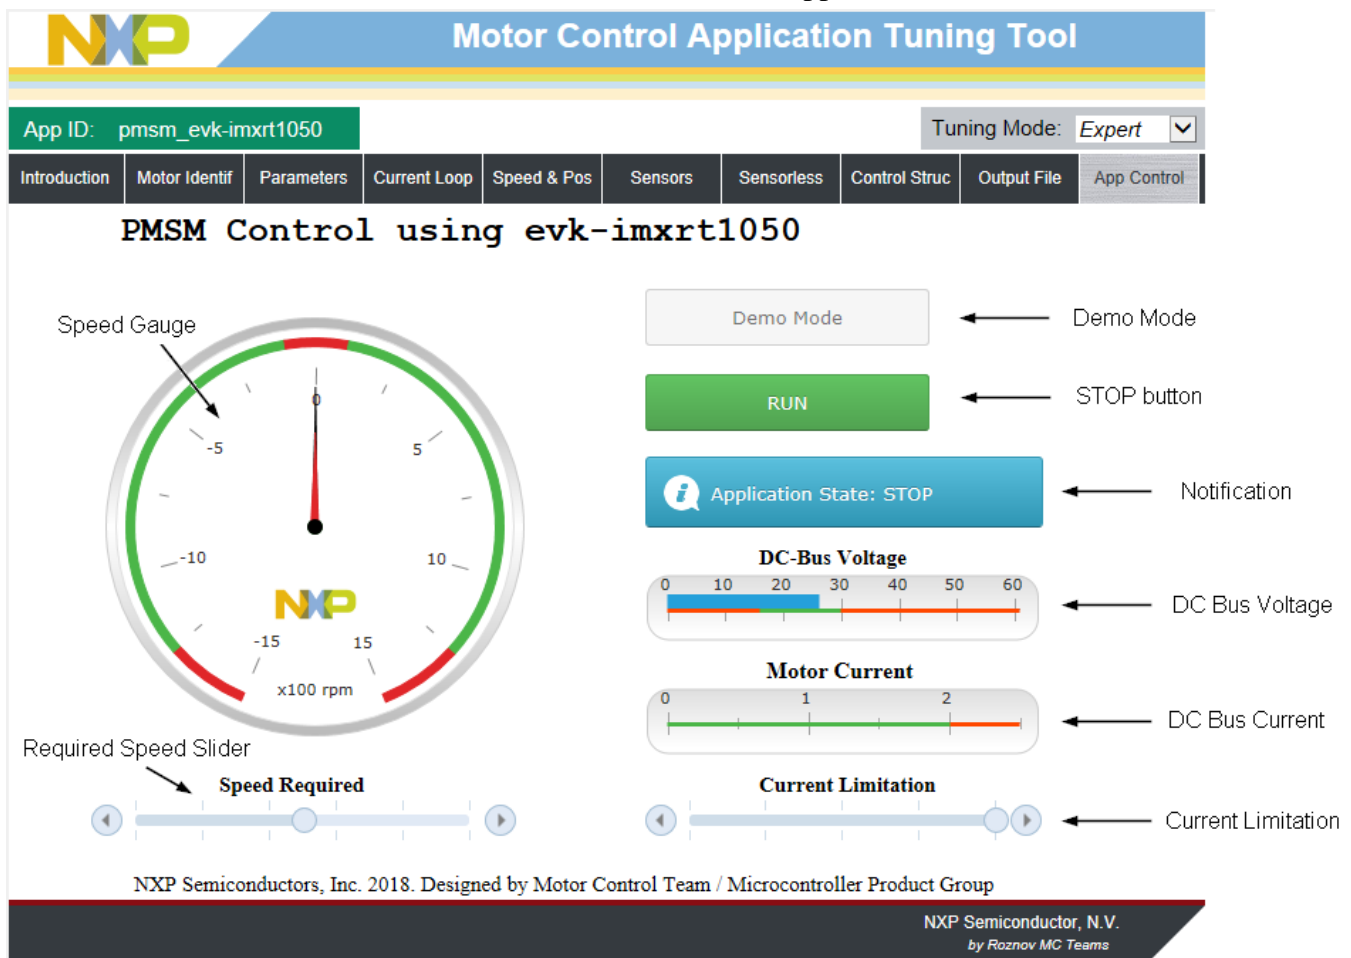 NXP
Motor Control Application Tuning Tool
App ID: pmsm_evk-imxrt1050
Tuning Mode: Expert
Introduction Motor Identif Parameters Current Loop Speed & Pos Sensors Sensorless Control Struc Output File App Control
PMSM Control using evk-imxrt1050
Speed Gauge
0
-5
5
-10
10
-15
15
NXP
x100 rpm
Required Speed Slider
Speed Required
Demo Mode
Demo Mode
RUN
STOP button
Application State: STOP
Notification
DC-Bus Voltage
0 10 20 30 40 50 60
DC Bus Voltage
Motor Current
0 1 2
DC Bus Current
Current Limitation
Current Limitation
NXP Semiconductors, Inc. 2018. Designed by Motor Control Team / Microcontroller Product Group
NXP Semiconductor, N.V.
by Roznov MC Teams